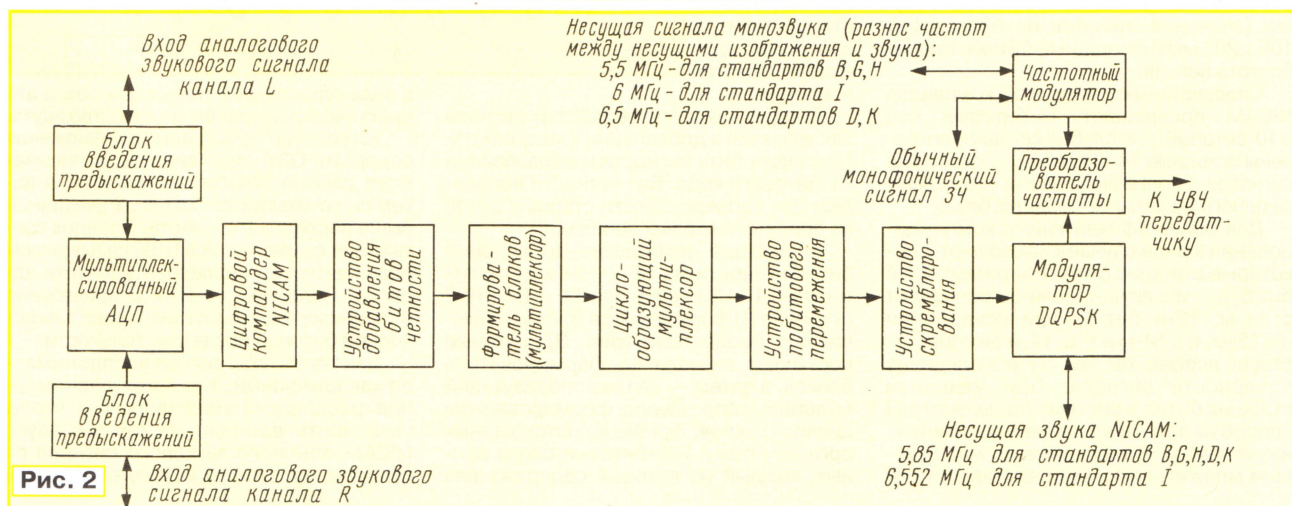 Вход аналогового
звукового сигнала
канала L
Блок
введения
предыскажений
Мультиплек-
сированный
АЦП
Блок
введения
предыскажений
Рис. 2
Вход аналогового звукового
сигнала канала R
Цифровой
компандер
NICAM
Устройство
добавления
битов
четности
Формирова-
тель блоков
(мультиплексор)
Цикло-
образующий
мульти-
плексор
Устройство
побитового
перемежения
Устройство
скремблиро-
вания
Несущая сигнала монозвука (разнос частот
между несущими изображения и звука):
5,5 МГц - для стандартов B,G,H
6 МГц - для стандарта I
6,5 МГц - для стандартов D,K
Частотный
модулятор
Обычный
монофонический
сигнал ЗЧ
Преобразо-
ватель
частоты
К УВЧ
передат-
чику
Модуля-
тор
DQPSK
Несущая звука NICAM:
5,85 МГц для стандартов B,G,H,D,K
6,552 МГц для стандарта I